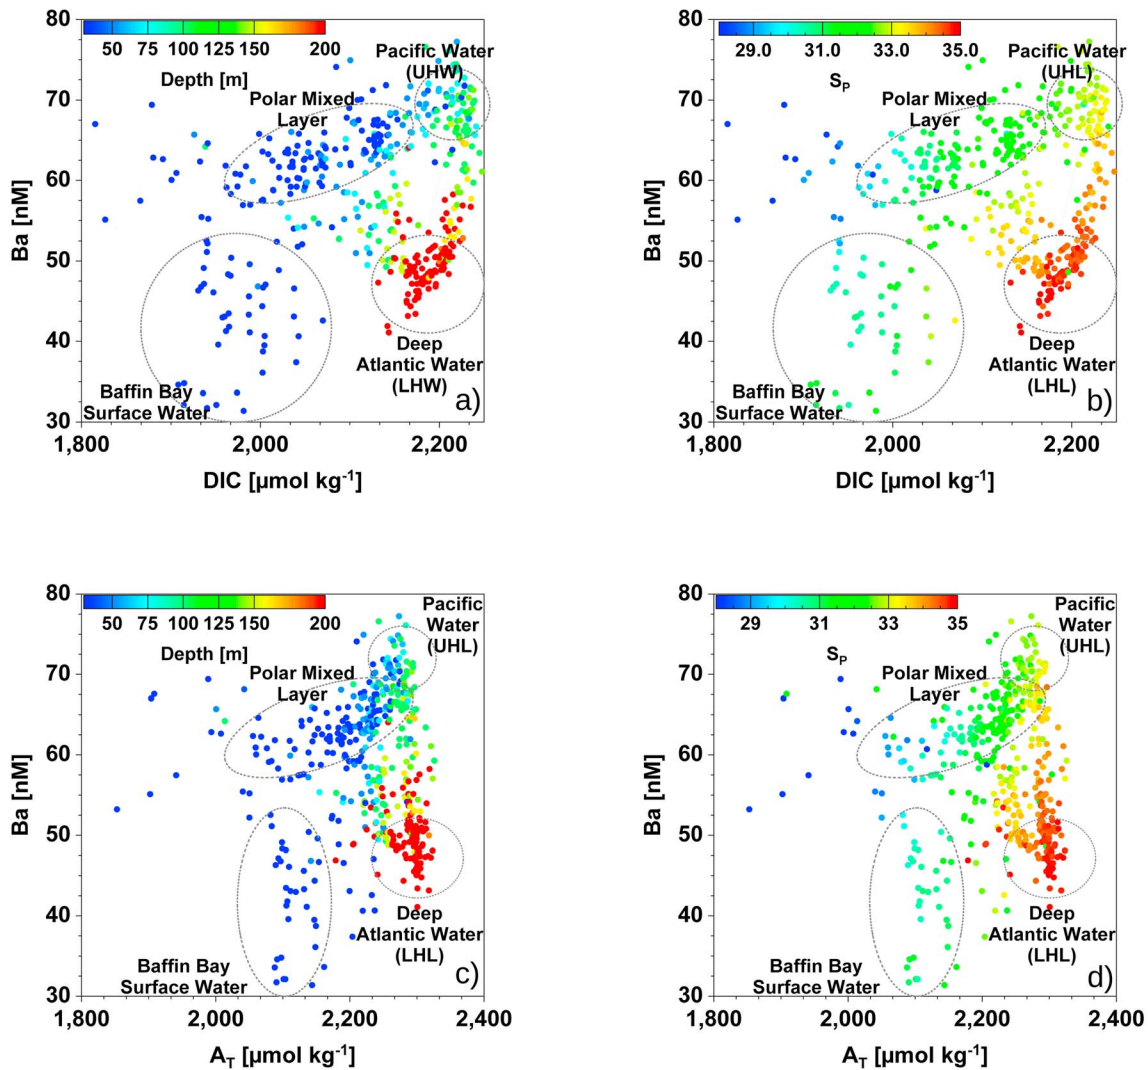 80
70
60
50
40
30
Ba [nM]
50 75 100 125 150 200
Depth [m]
Pacific Water
(UHW)
Polar Mixed
Layer
Baffin Bay
Surface Water
Deep
Atlantic Water
(LHW)
a)
1,800 2,000 2,200
DIC [µmol kg-1]
80
70
60
50
40
30
Ba [nM]
29.0 31.0 33.0 35.0
SP
Pacific Water
(UHL)
Polar Mixed
Layer
Baffin Bay
Surface Water
Deep
Atlantic Water
(LHL)
b)
1,800 2,000 2,200
DIC [µmol kg-1]
80
70
60
50
40
30
Ba [nM]
50 75 100 125 150 200
Depth [m]
Pacific
Water
(UHL)
Polar Mixed
Layer
Baffin Bay
Surface Water
Deep
Atlantic Water
(LHL)
c)
1,800 2,000 2,200 2,400
AT [µmol kg-1]
80
70
60
50
40
30
Ba [nM]
29 31 33 35
SP
Pacific
Water
(UHL)
Polar Mixed
Layer
Baffin Bay
Surface Water
Deep
Atlantic Water
(LHL)
d)
1,800 2,000 2,200 2,400
AT [µmol kg-1]